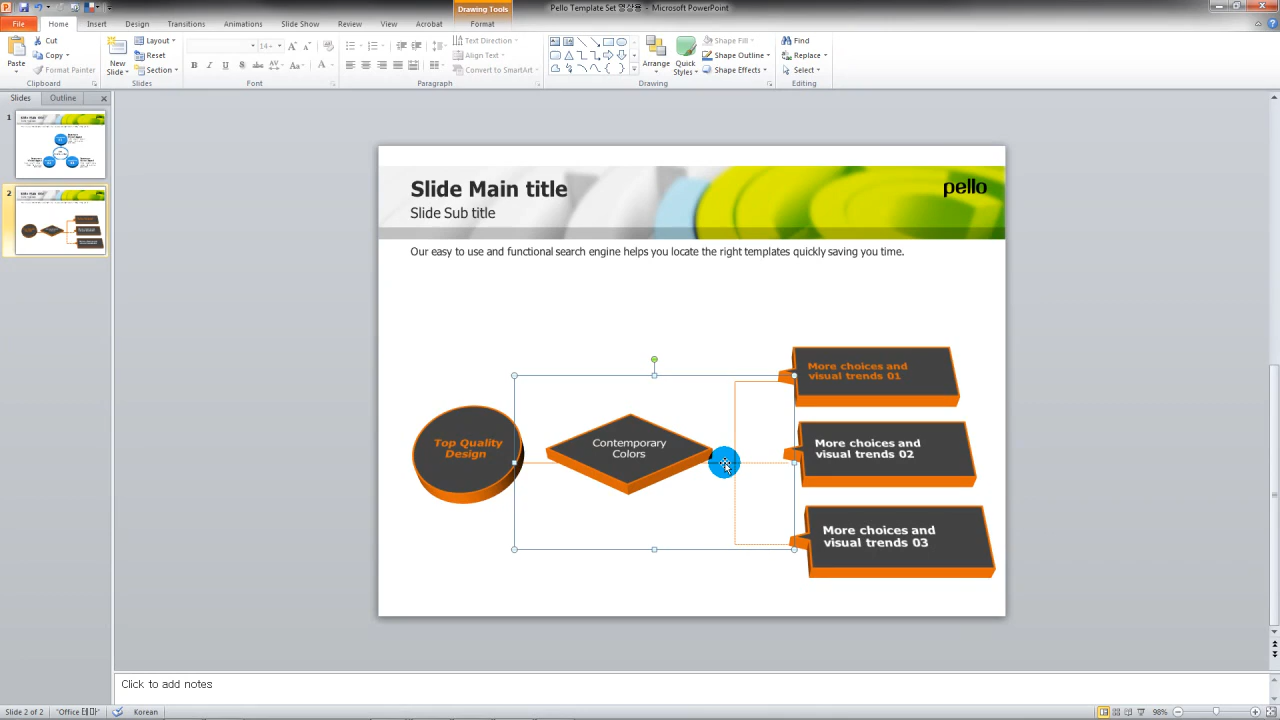 Drawing Tools
Pello Template Set 영상용 - Microsoft PowerPoint
File Home Insert Design Transitions Animations Slide Show Review View Acrobat Format
Paste Cut Copy Format Painter
Clipboard
New Slide Layout Reset Section
Slides
14
Font
Text Direction Align Text Convert to SmartArt
Paragraph
Arrange Quick Styles Shape Fill Shape Outline Shape Effects
Drawing
Find Replace Select
Editing
Slides Outline
1
2
Slide Main title
pello
Slide Sub title
Our easy to use and functional search engine helps you locate the right templates quickly saving you time.
Top Quality
Design
Contemporary
Colors
More choices and
visual trends 01
More choices and
visual trends 02
More choices and
visual trends 03
Click to add notes
Slide 2 of 2 "Office 테마" Korean 98%